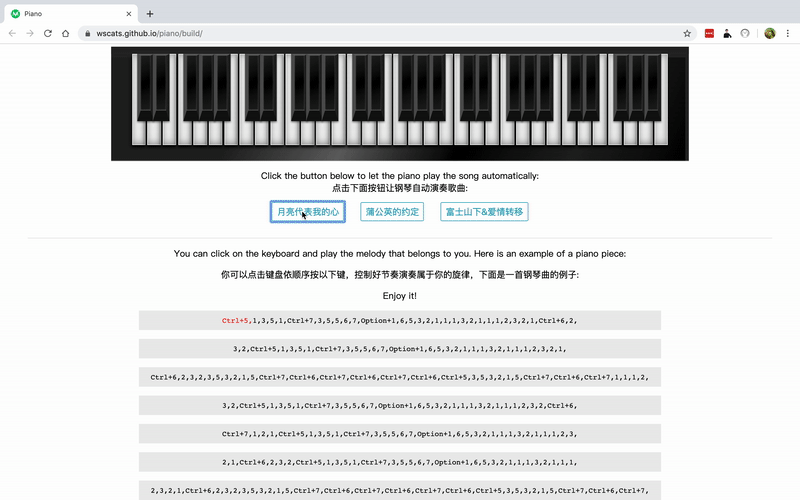 Piano
wscats.github.io/piano/build/
Click the button below to let the piano play the song automatically:
点击下面按钮让钢琴自动演奏歌曲:
月亮代表我的心
蒲公英的约定
富士山下&爱情转移
You can click on the keyboard and play the melody that belongs to you. Here is an example of a piano piece:
你可以点击键盘依顺序按以下键，控制好节奏演奏属于你的旋律，下面是一首钢琴曲的例子:
Enjoy it!
Ctrl+5,1,3,5,1,Ctrl+7,3,5,5,6,7,Option+1,6,5,3,2,1,1,1,3,2,1,1,1,2,3,2,1,Ctrl+6,2,
3,2,Ctrl+5,1,3,5,1,Ctrl+7,3,5,5,6,7,Option+1,6,5,3,2,1,1,1,3,2,1,1,1,2,3,2,1,
Ctrl+6,2,3,2,3,5,3,2,1,5,Ctrl+7,Ctrl+6,Ctrl+7,Ctrl+6,Ctrl+7,Ctrl+6,Ctrl+5,3,5,3,2,1,5,Ctrl+7,Ctrl+6,Ctrl+7,1,1,1,2,
3,2,Ctrl+5,1,3,5,1,Ctrl+7,3,5,5,6,7,Option+1,6,5,3,2,1,1,1,3,2,1,1,1,2,3,2,Ctrl+6,
Ctrl+7,1,2,1,Ctrl+5,1,3,5,1,Ctrl+7,3,5,5,6,7,Option+1,6,5,3,2,1,1,1,3,2,1,1,1,2,3,
2,1,Ctrl+6,2,3,2,Ctrl+5,1,3,5,1,Ctrl+7,3,5,5,6,7,Option+1,6,5,3,2,1,1,1,3,2,1,1,1,
2,3,2,1,Ctrl+6,2,3,2,3,5,3,2,1,5,Ctrl+7,Ctrl+6,Ctrl+7,Ctrl+6,Ctrl+7,Ctrl+6,Ctrl+5,3,5,3,2,1,5,Ctrl+7,Ctrl+6,Ctrl+7,